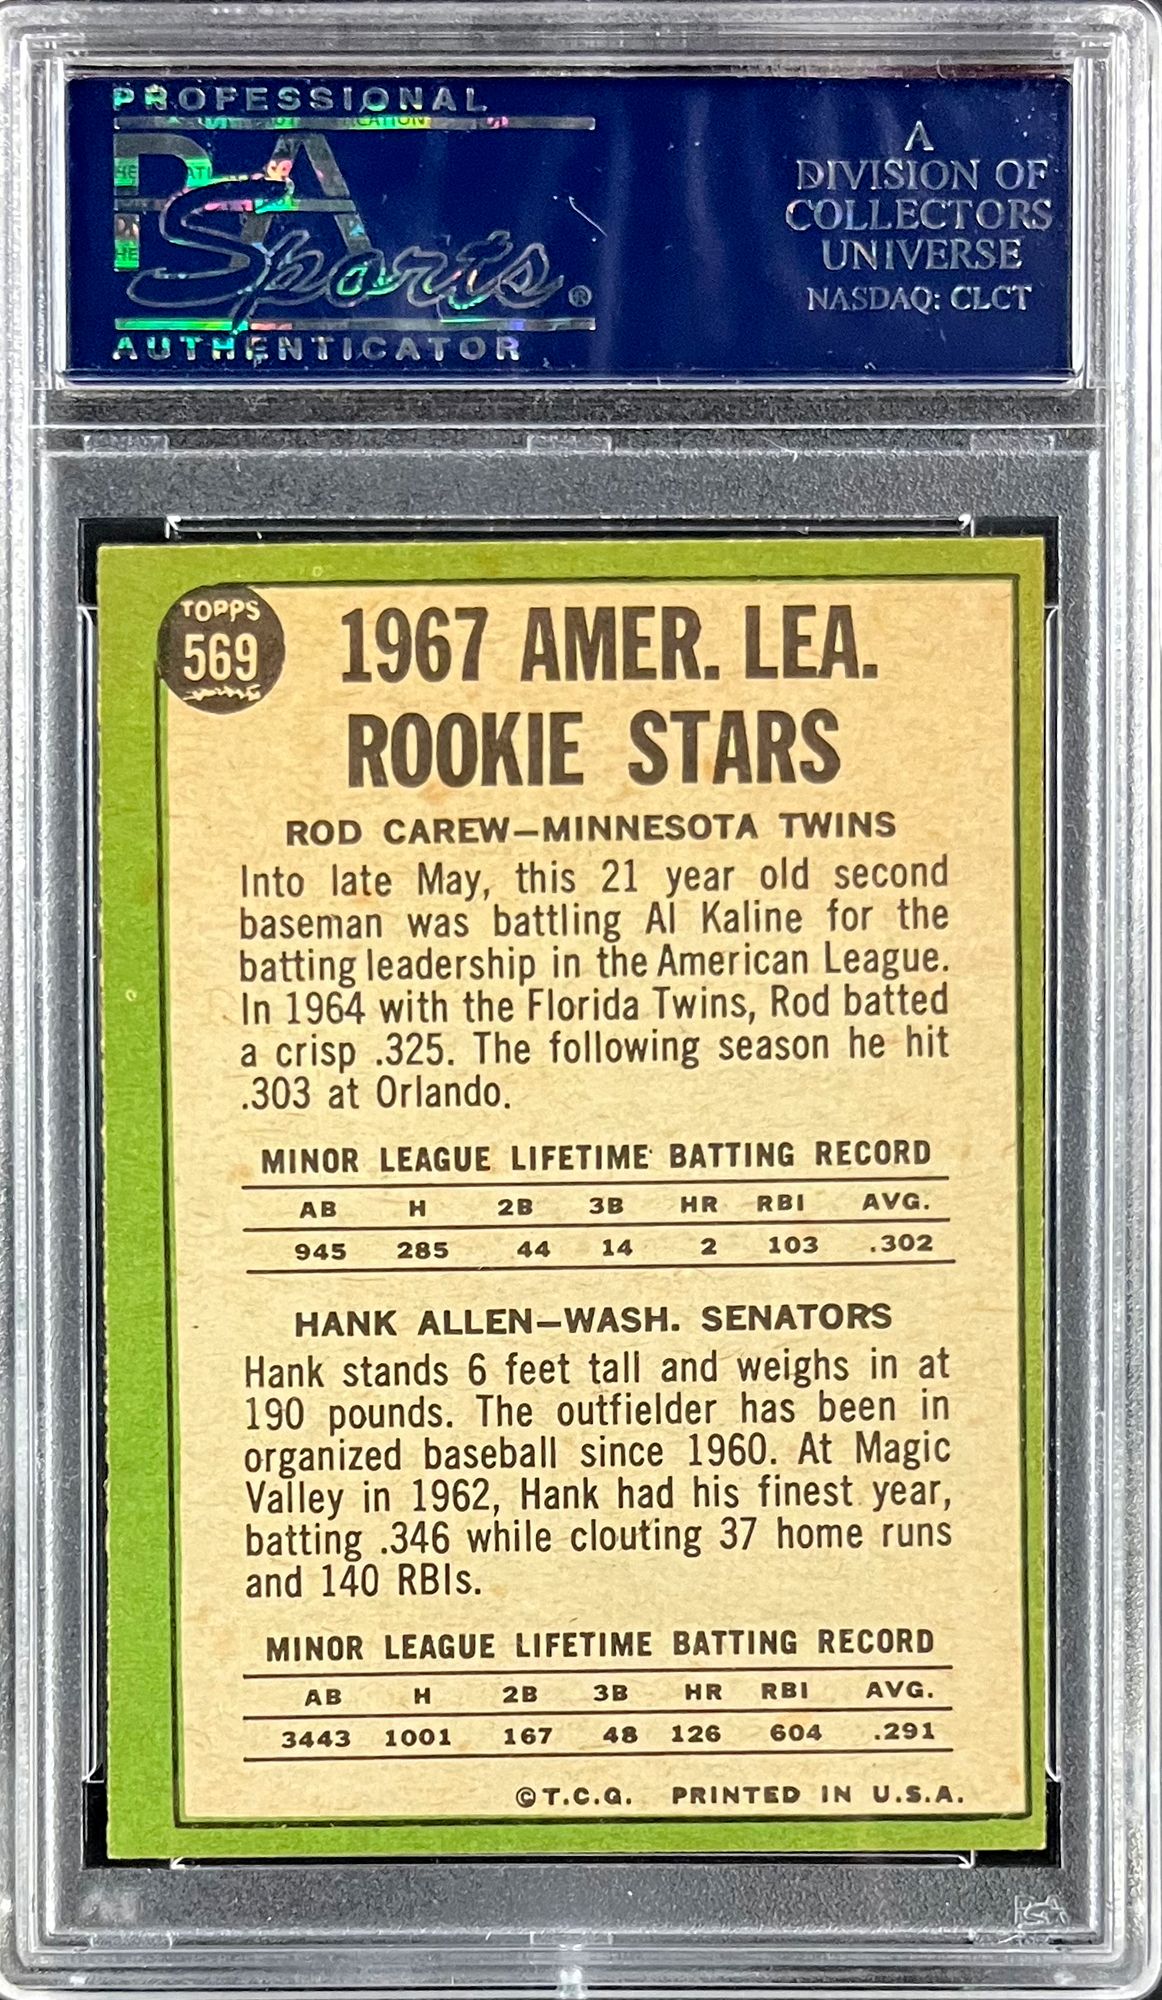 PROFESSIONAL
PSA
Sports®
AUTHENTICATOR
A
DIVISION OF
COLLECTORS
UNIVERSE
NASDAQ: CLCT
TOPPS
569
1967 AMER. LEA.
ROOKIE STARS
ROD CAREW—MINNESOTA TWINS
Into late May, this 21 year old second
baseman was battling Al Kaline for the
batting leadership in the American League.
In 1964 with the Florida Twins, Rod batted
a crisp .325. The following season he hit
.303 at Orlando.
MINOR LEAGUE LIFETIME BATTING RECORD
AB H 2B 3B HR RBI AVG.
945 285 44 14 2 103 .302
HANK ALLEN—WASH. SENATORS
Hank stands 6 feet tall and weighs in at
190 pounds. The outfielder has been in
organized baseball since 1960. At Magic
Valley in 1962, Hank had his finest year,
batting .346 while clouting 37 home runs
and 140 RBIs.
MINOR LEAGUE LIFETIME BATTING RECORD
AB H 2B 3B HR RBI AVG.
3443 1001 167 48 126 604 .291
©T.C.G. PRINTED IN U.S.A.
PSA